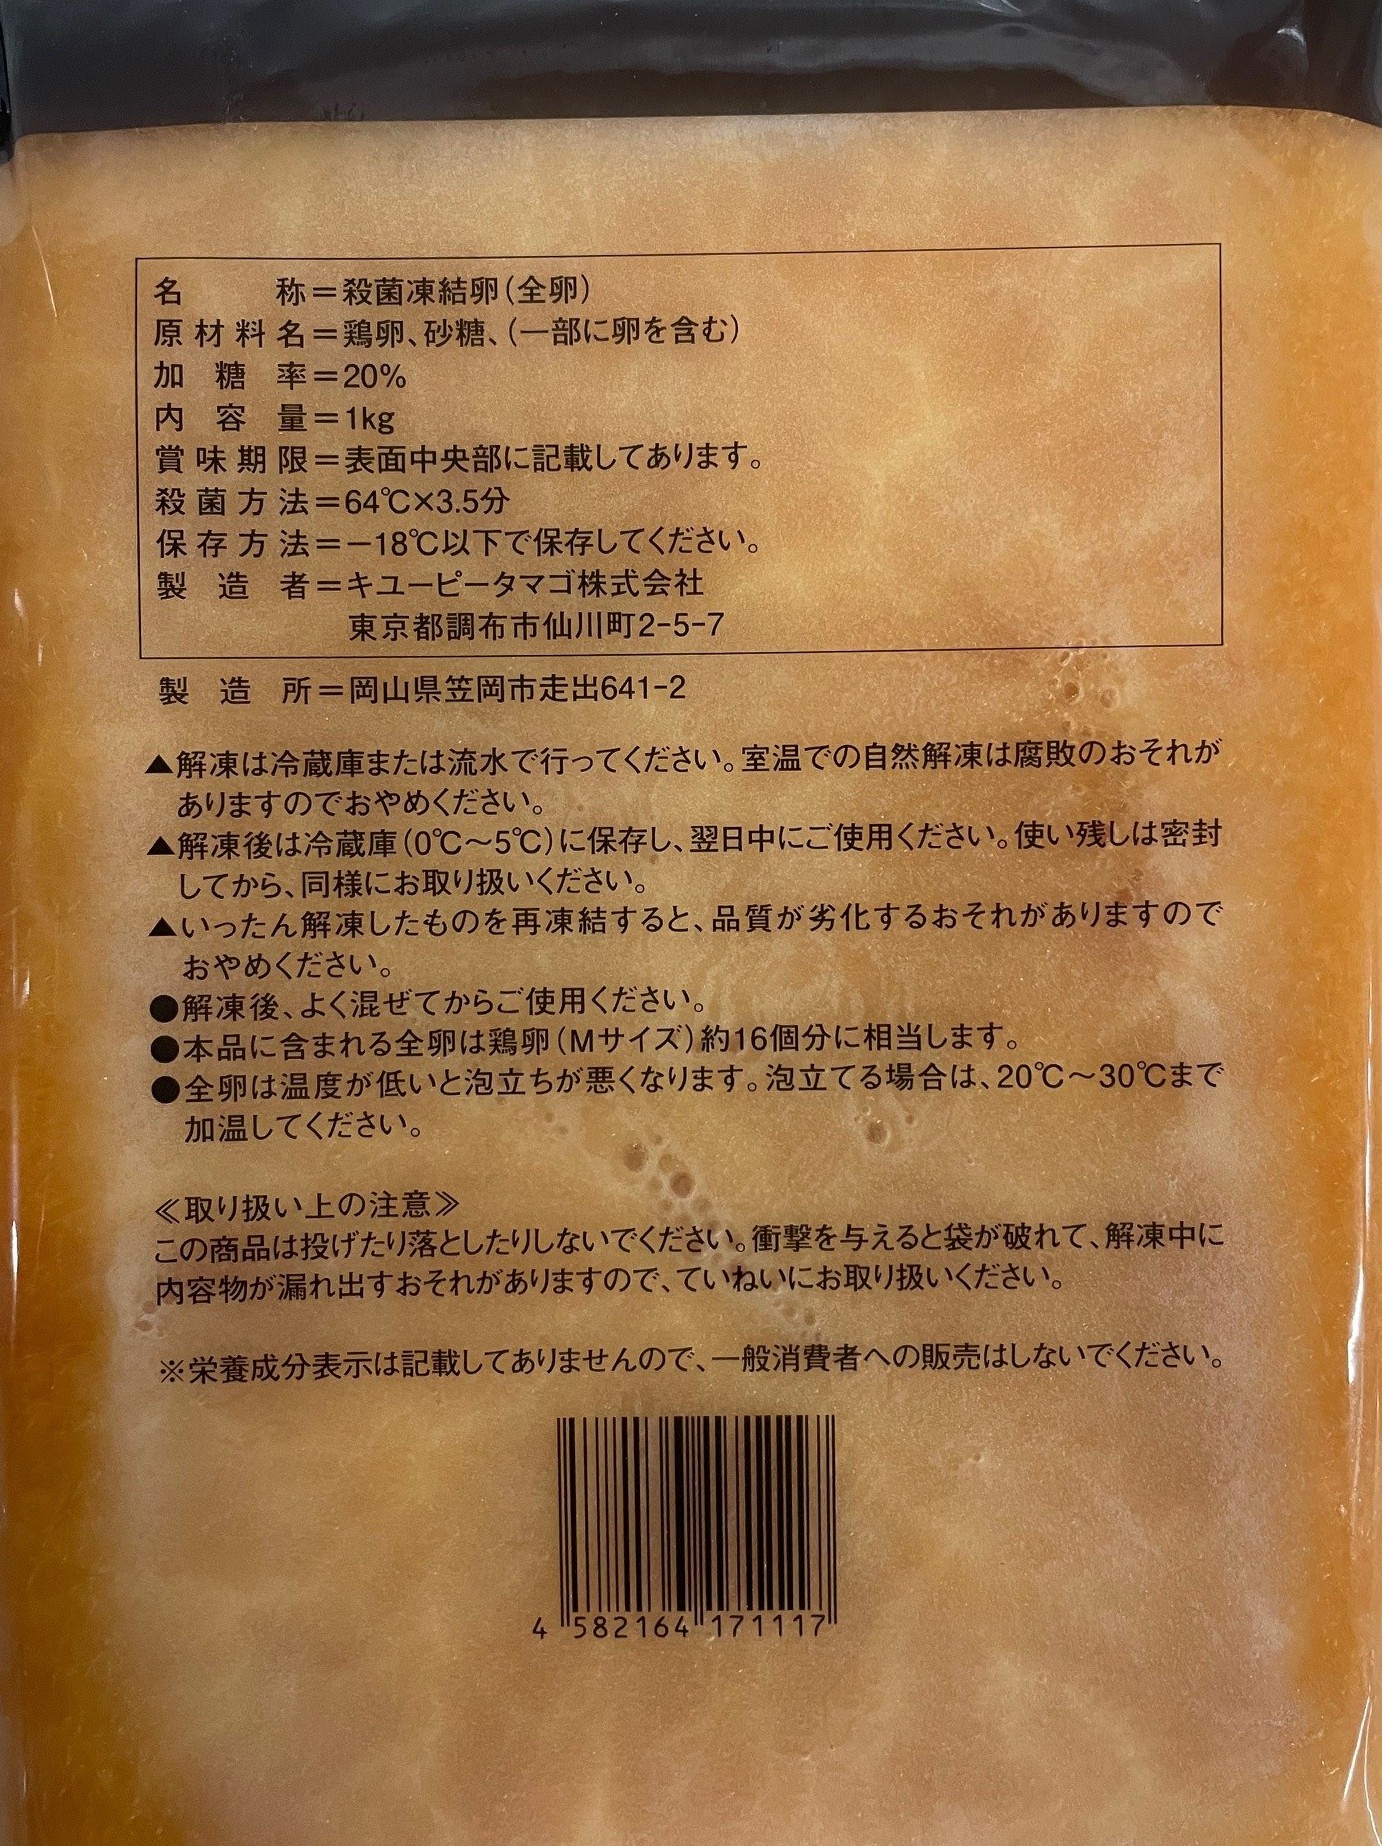 名称＝殺菌凍結卵（全卵）
原材料名＝鶏卵、砂糖、（一部に卵を含む）
加糖率＝20%
内容量＝1kg
賞味期限＝表面中央部に記載してあります。
殺菌方法＝64℃×3.5分
保存方法＝－18℃以下で保存してください。
製造者＝キユーピータマゴ株式会社
東京都調布市仙川町2-5-7
製造所＝岡山県笠岡市走出641-2
▲解凍は冷蔵庫または流水で行ってください。室温での自然解凍は腐敗のおそれが
ありますのでおやめください。
▲解凍後は冷蔵庫（0℃～5℃）に保存し、翌日中にご使用ください。使い残しは密封
してから、同様にお取り扱いください。
▲いったん解凍したものを再凍結すると、品質が劣化するおそれがありますので
おやめください。
●解凍後、よく混ぜてからご使用ください。
●本品に含まれる全卵は鶏卵（Mサイズ）約16個分に相当します。
●全卵は温度が低いと泡立ちが悪くなります。泡立てる場合は、20℃～30℃まで
加温してください。
≪取り扱い上の注意≫
この商品は投げたり落としたりしないでください。衝撃を与えると袋が破れて、解凍中に
内容物が漏れ出すおそれがありますので、ていねいにお取り扱いください。
※栄養成分表示は記載してありませんので、一般消費者への販売はしないでください。
4 582164 171117